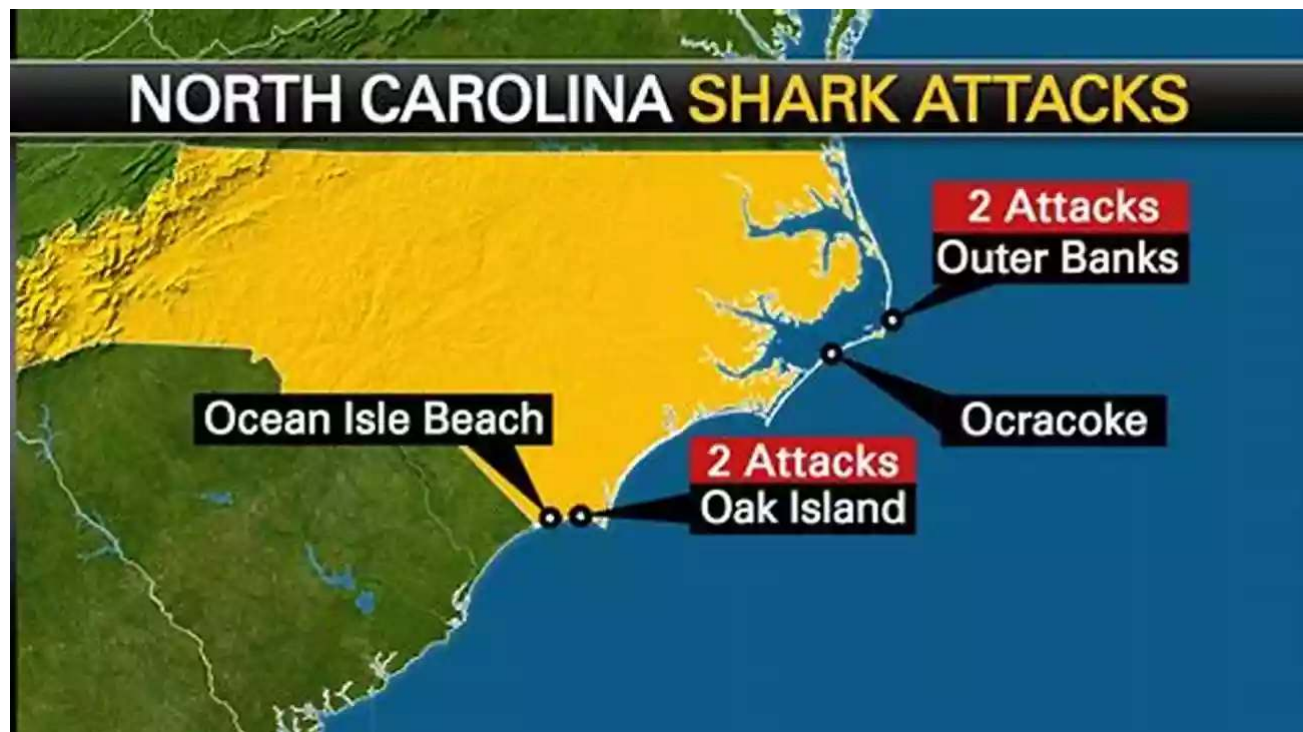 NORTH CAROLINA SHARK ATTACKS
2 Attacks
Outer Banks
Ocean Isle Beach
Ocracoke
2 Attacks
Oak Island